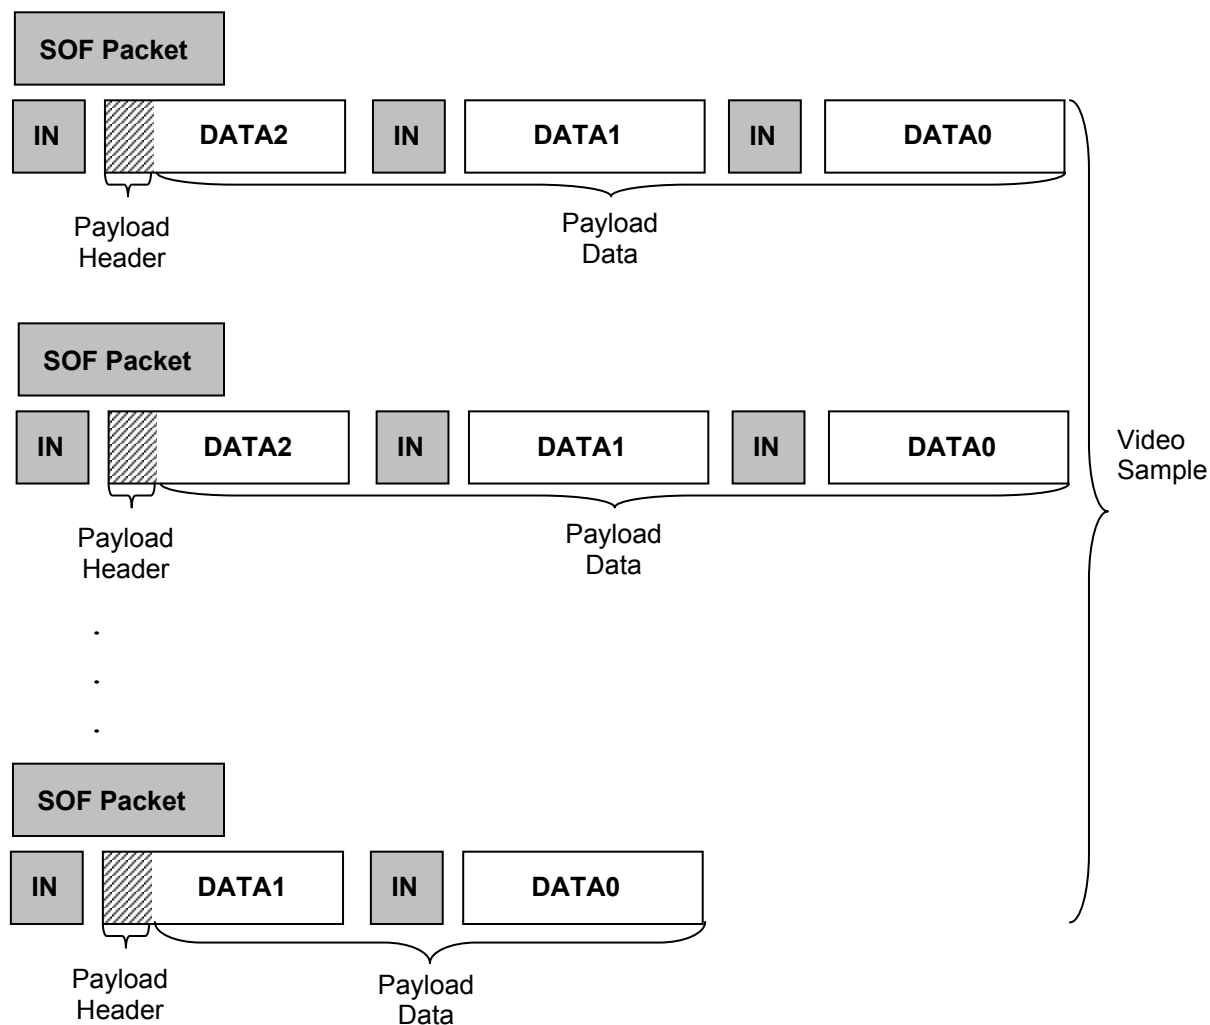 SOF Packet
IN DATA2 IN DATA1 IN DATA0
Payload
Header
Payload
Data
SOF Packet
IN DATA2 IN DATA1 IN DATA0
Payload
Header
Payload
Data
Video
Sample
.
.
.
SOF Packet
IN DATA1 IN DATA0
Payload
Header
Payload
Data